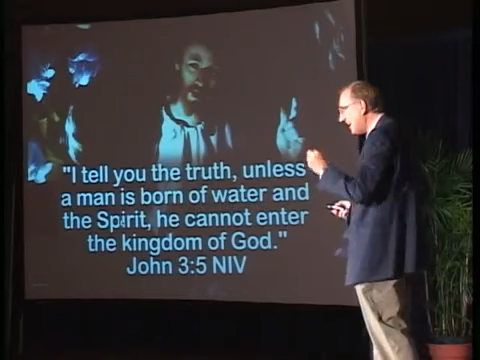 "I tell you the truth, unless
a man is born of water and
the Spirit, he cannot enter
the kingdom of God."
John 3:5 NIV